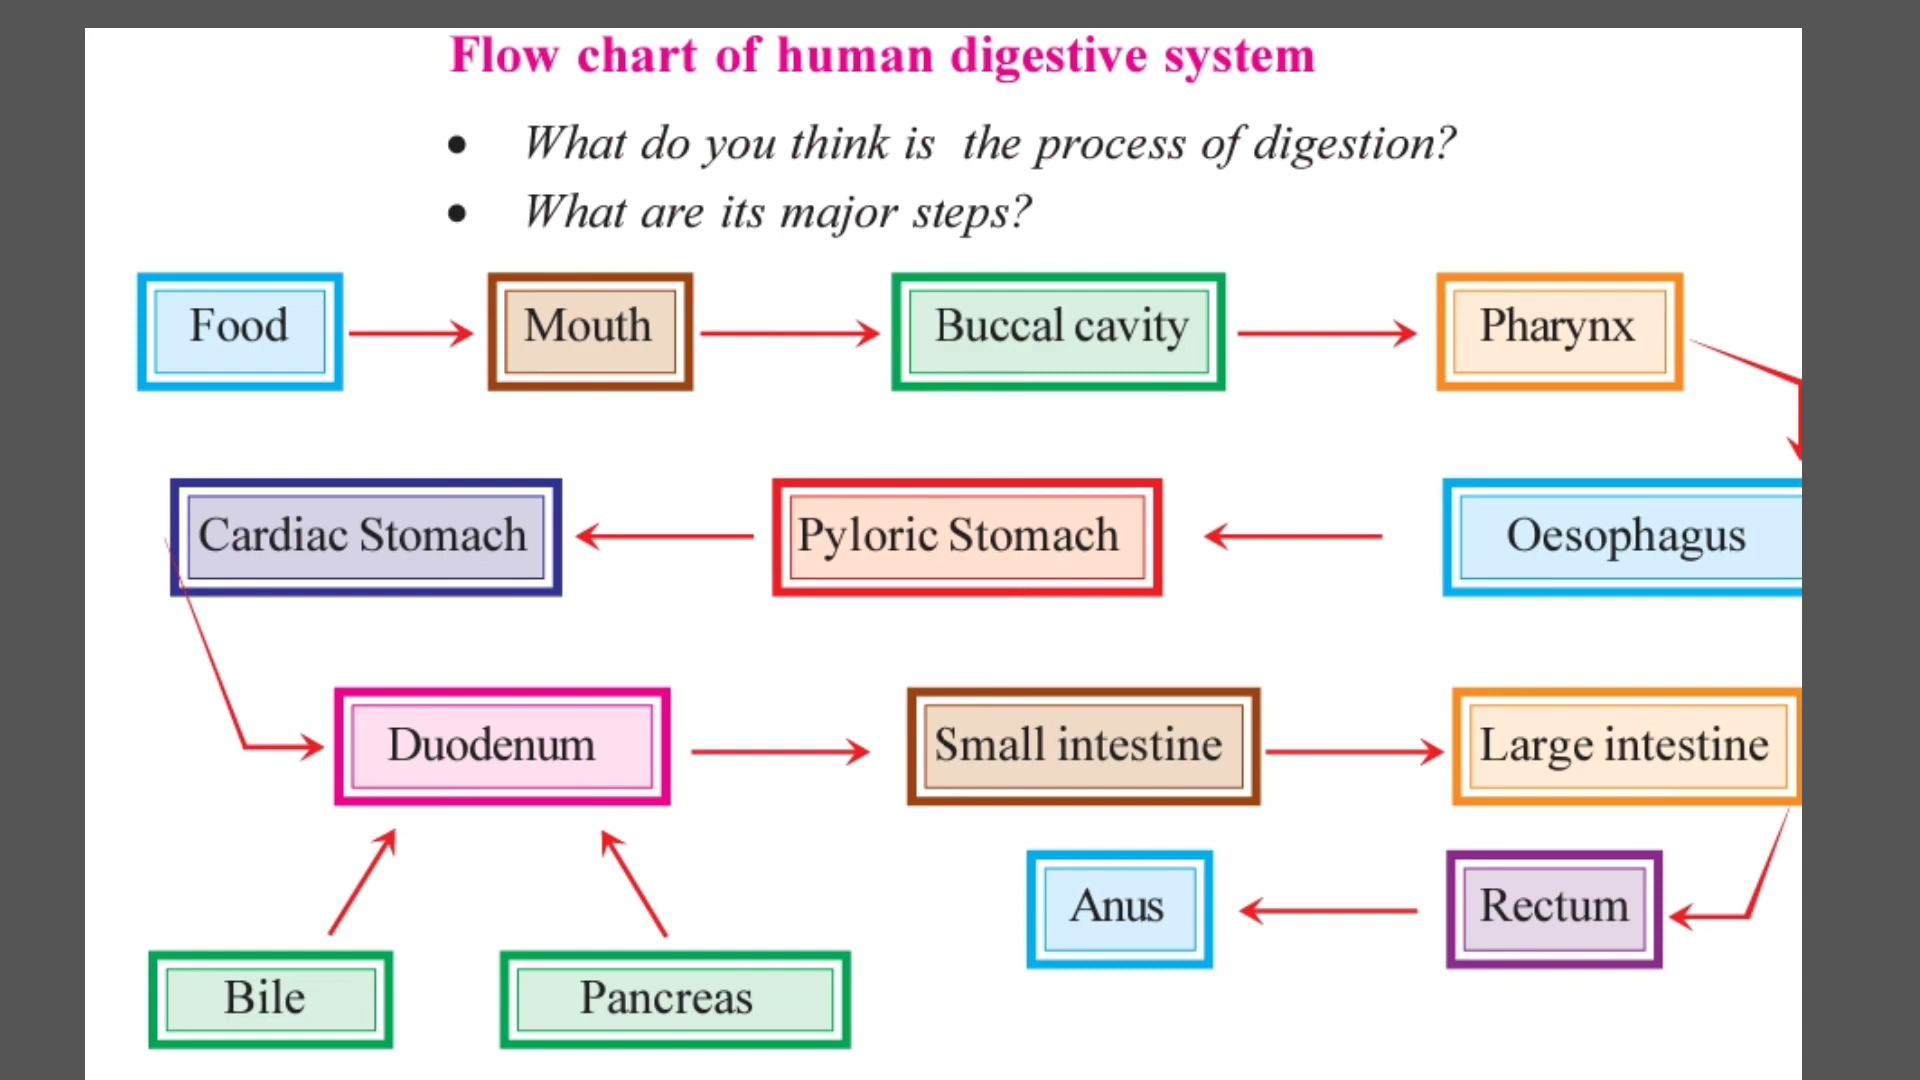 Flow chart of human digestive system
• What do you think is the process of digestion?
• What are its major steps?
Food
Mouth
Buccal cavity
Pharynx
Cardiac Stomach
Pyloric Stomach
Oesophagus
Duodenum
Small intestine
Large intestine
Anus
Rectum
Bile
Pancreas